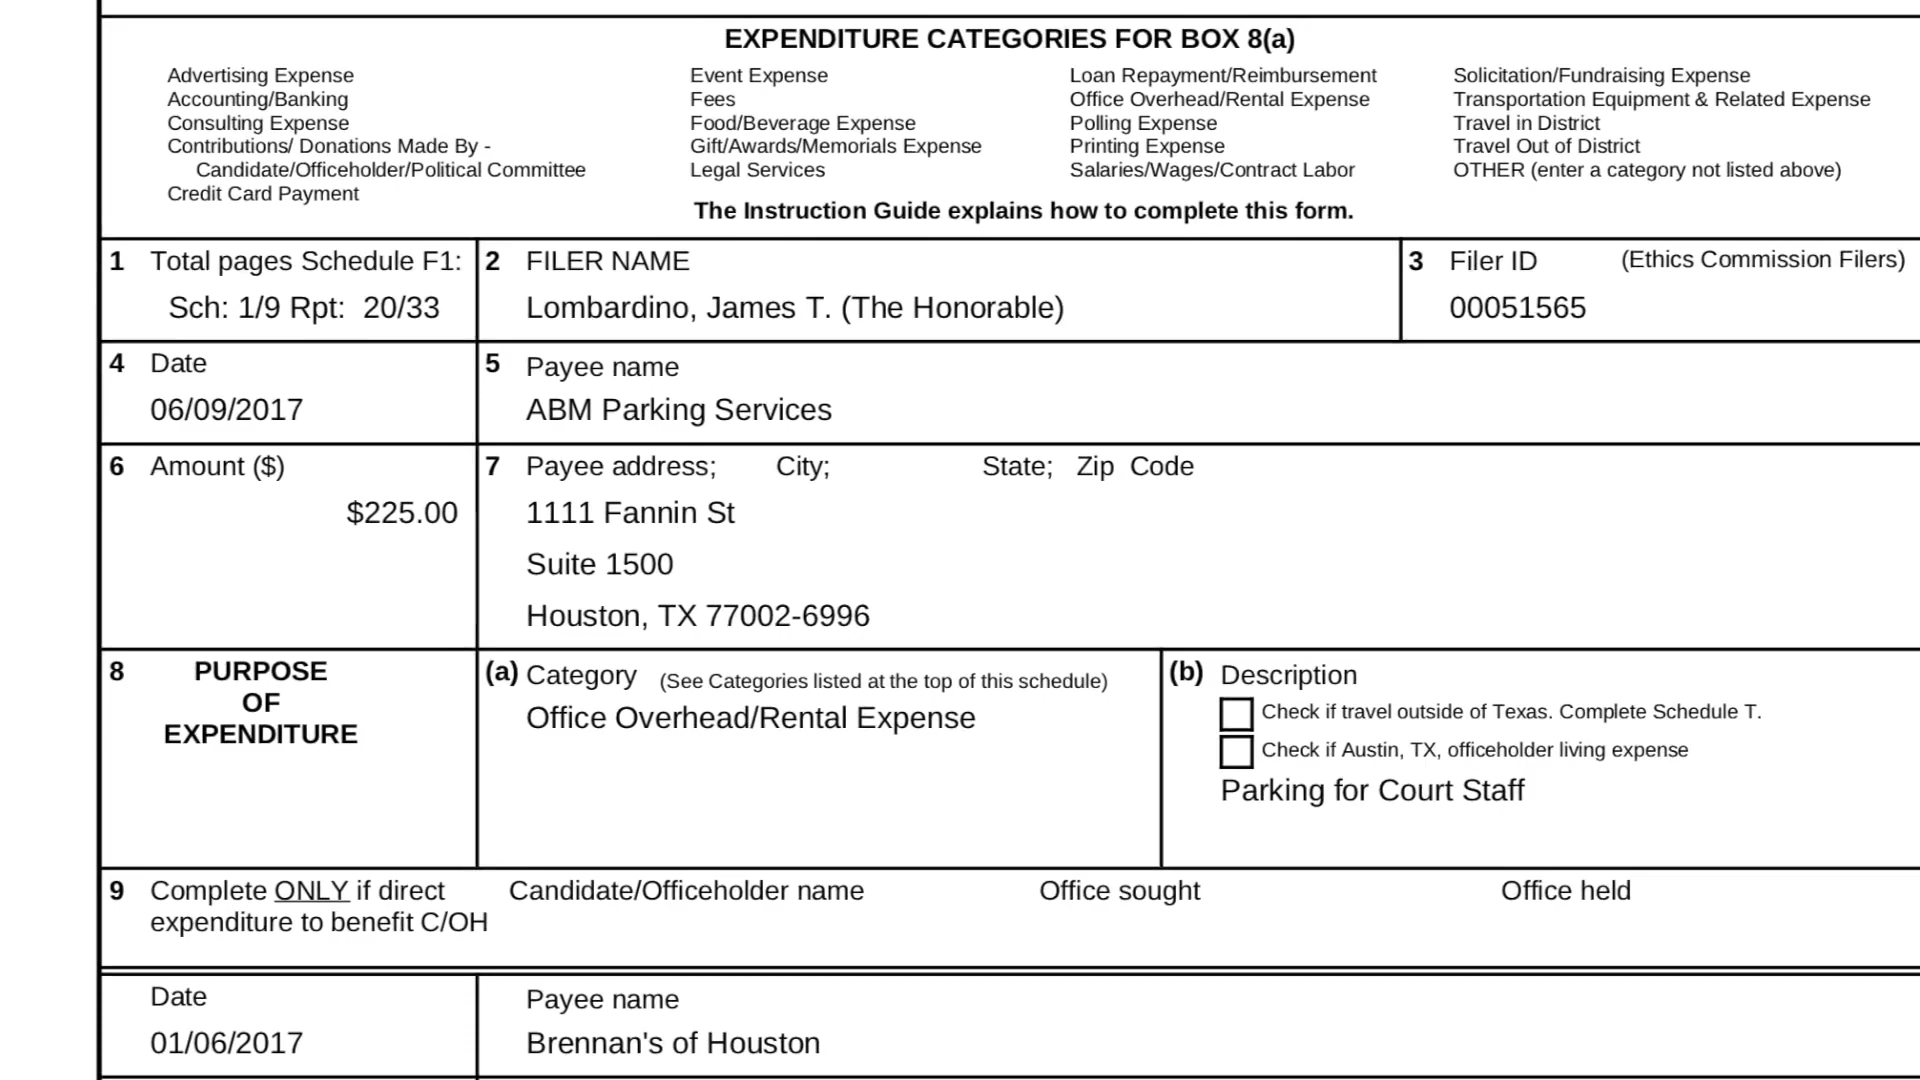 EXPENDITURE CATEGORIES FOR BOX 8(a)
Advertising Expense
Accounting/Banking
Consulting Expense
Contributions/ Donations Made By -
Candidate/Officeholder/Political Committee
Credit Card Payment
Event Expense
Fees
Food/Beverage Expense
Gift/Awards/Memorials Expense
Legal Services
Loan Repayment/Reimbursement
Office Overhead/Rental Expense
Polling Expense
Printing Expense
Salaries/Wages/Contract Labor
Solicitation/Fundraising Expense
Transportation Equipment & Related Expense
Travel in District
Travel Out of District
OTHER (enter a category not listed above)
The Instruction Guide explains how to complete this form.
1 Total pages Schedule F1:
Sch: 1/9 Rpt: 20/33
2 FILER NAME
Lombardino, James T. (The Honorable)
3 Filer ID (Ethics Commission Filers)
00051565
4 Date
06/09/2017
5 Payee name
ABM Parking Services
6 Amount ($)
$225.00
7 Payee address; City; State; Zip Code
1111 Fannin St
Suite 1500
Houston, TX 77002-6996
8 PURPOSE
OF
EXPENDITURE
(a) Category (See Categories listed at the top of this schedule)
Office Overhead/Rental Expense
(b) Description
Check if travel outside of Texas. Complete Schedule T.
Check if Austin, TX, officeholder living expense
Parking for Court Staff
9 Complete ONLY if direct
expenditure to benefit C/OH
Candidate/Officeholder name
Office sought
Office held
Date
01/06/2017
Payee name
Brennan's of Houston